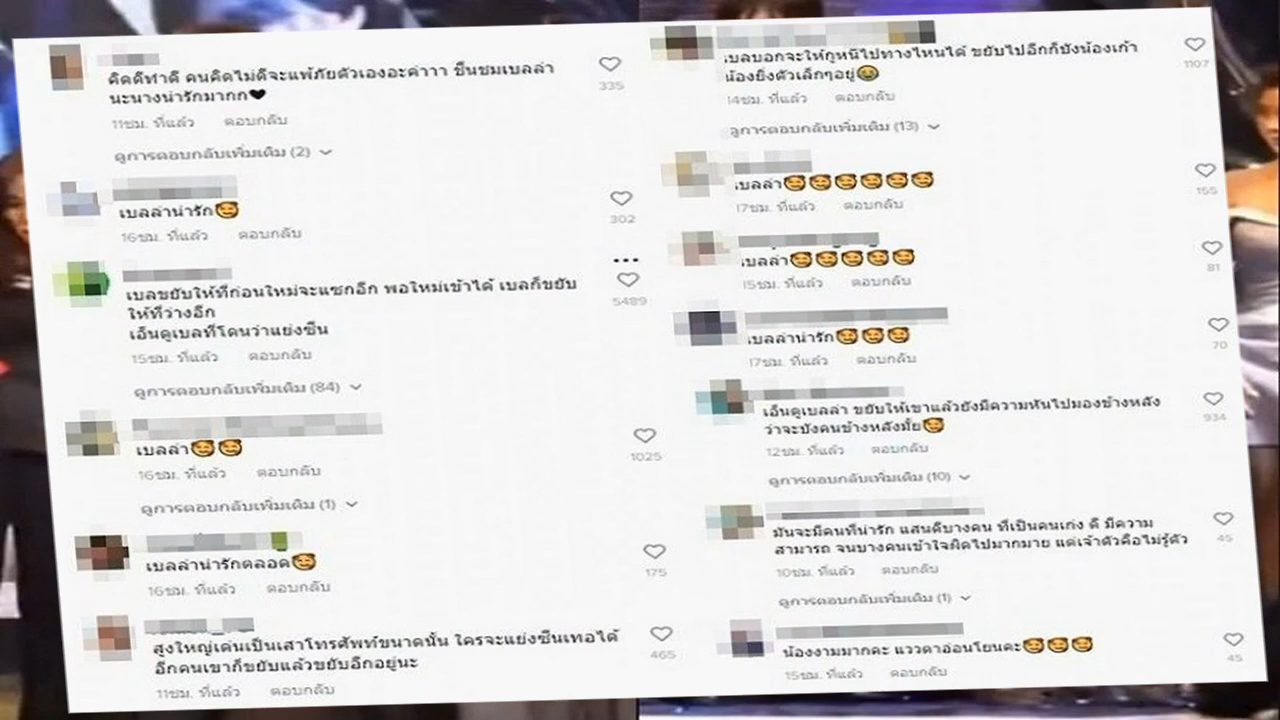 คิดดีทำดี คนคิดไม่ดีจะแพ้ภัยตัวเองอะค่าาา ชื่นชมเบลล่า
นะนางน่ารักมากก🖤
335
11ชม. ที่แล้ว ตอบกลับ
ดูการตอบกลับเพิ่มเติม (2)
เบลล่าน่ารัก🥰
302
16ชม. ที่แล้ว ตอบกลับ
เบลขยับให้ที่ก่อนใหม่จะแซกอีก พอใหม่เข้าได้ เบลก็ขยับ
ให้ที่ว่างอีก
เอ็นดูเบลที่โดนว่าแย่งซีน
5489
15ชม. ที่แล้ว ตอบกลับ
ดูการตอบกลับเพิ่มเติม (84)
เบลล่า🥰🥰
1025
16ชม. ที่แล้ว ตอบกลับ
ดูการตอบกลับเพิ่มเติม (1)
เบลล่าน่ารักตลอด🥰
175
16ชม. ที่แล้ว ตอบกลับ
สูงใหญ่เด่นเป็นเสาโทรศัพท์ขนาดนั้น ใครจะแย่งซีนเทอได้
อีกคนเขาก็ขยับแล้วขยับอีกอยู่นะ
465
11ชม. ที่แล้ว ตอบกลับ
เบลบอกจะให้กูหนีไปทางไหนได้ ขยับไปอีกก็บังน้องเก้า
น้องยิ่งตัวเล็กๆอยู่😂
1107
14ชม. ที่แล้ว ตอบกลับ
ดูการตอบกลับเพิ่มเติม (13)
เบลล่า🥰🥰🥰🥰🥰🥰
155
17ชม. ที่แล้ว ตอบกลับ
เบลล่า🥰🥰🥰🥰🥰
81
15ชม. ที่แล้ว ตอบกลับ
เบลล่าน่ารัก🥰🥰🥰
70
17ชม. ที่แล้ว ตอบกลับ
เอ็นดูเบลล่า ขยับให้เขาแล้วยังมีความหันไปมองข้างหลัง
ว่าจะบังคนข้างหลังมั้ย🥰
934
12ชม. ที่แล้ว ตอบกลับ
ดูการตอบกลับเพิ่มเติม (10)
มันจะมีคนที่น่ารัก แสนดีบางคน ที่เป็นคนเก่ง ดี มีความ
สามารถ จนบางคนเข้าใจผิดไปมากมาย แต่เจ้าตัวคือไม่รู้ตัว
45
10ชม. ที่แล้ว ตอบกลับ
ดูการตอบกลับเพิ่มเติม (1)
น้องงามมากคะ แววตาอ่อนโยนคะ🥰🥰🥰
45
15ชม. ที่แล้ว ตอบกลับ